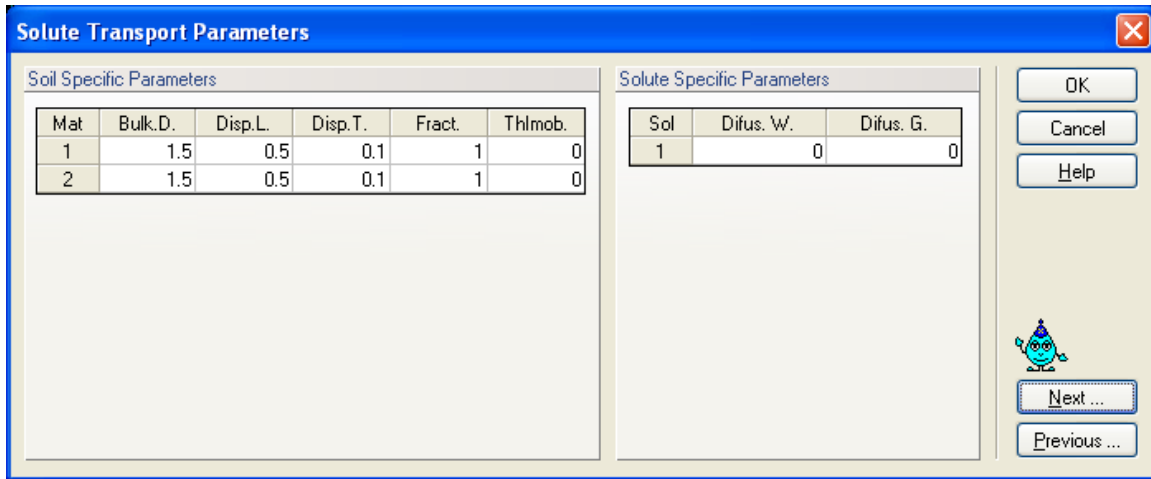 Solute Transport Parameters
Soil Specific Parameters
Mat Bulk.D. Disp.L. Disp.T. Fract. ThImob.
1 1.5 0.5 0.1 1 0
2 1.5 0.5 0.1 1 0
Solute Specific Parameters
Sol Difus. W. Difus. G.
1 0 0
OK
Cancel
Help
Next ...
Previous ...